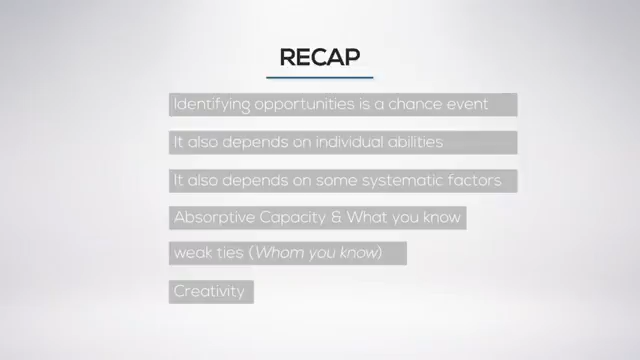 RECAP
Identifying opportunities is a chance event
It also depends on individual abilities
It also depends on some systematic factors
Absorptive Capacity & What you know
weak ties (Whom you know)
Creativity